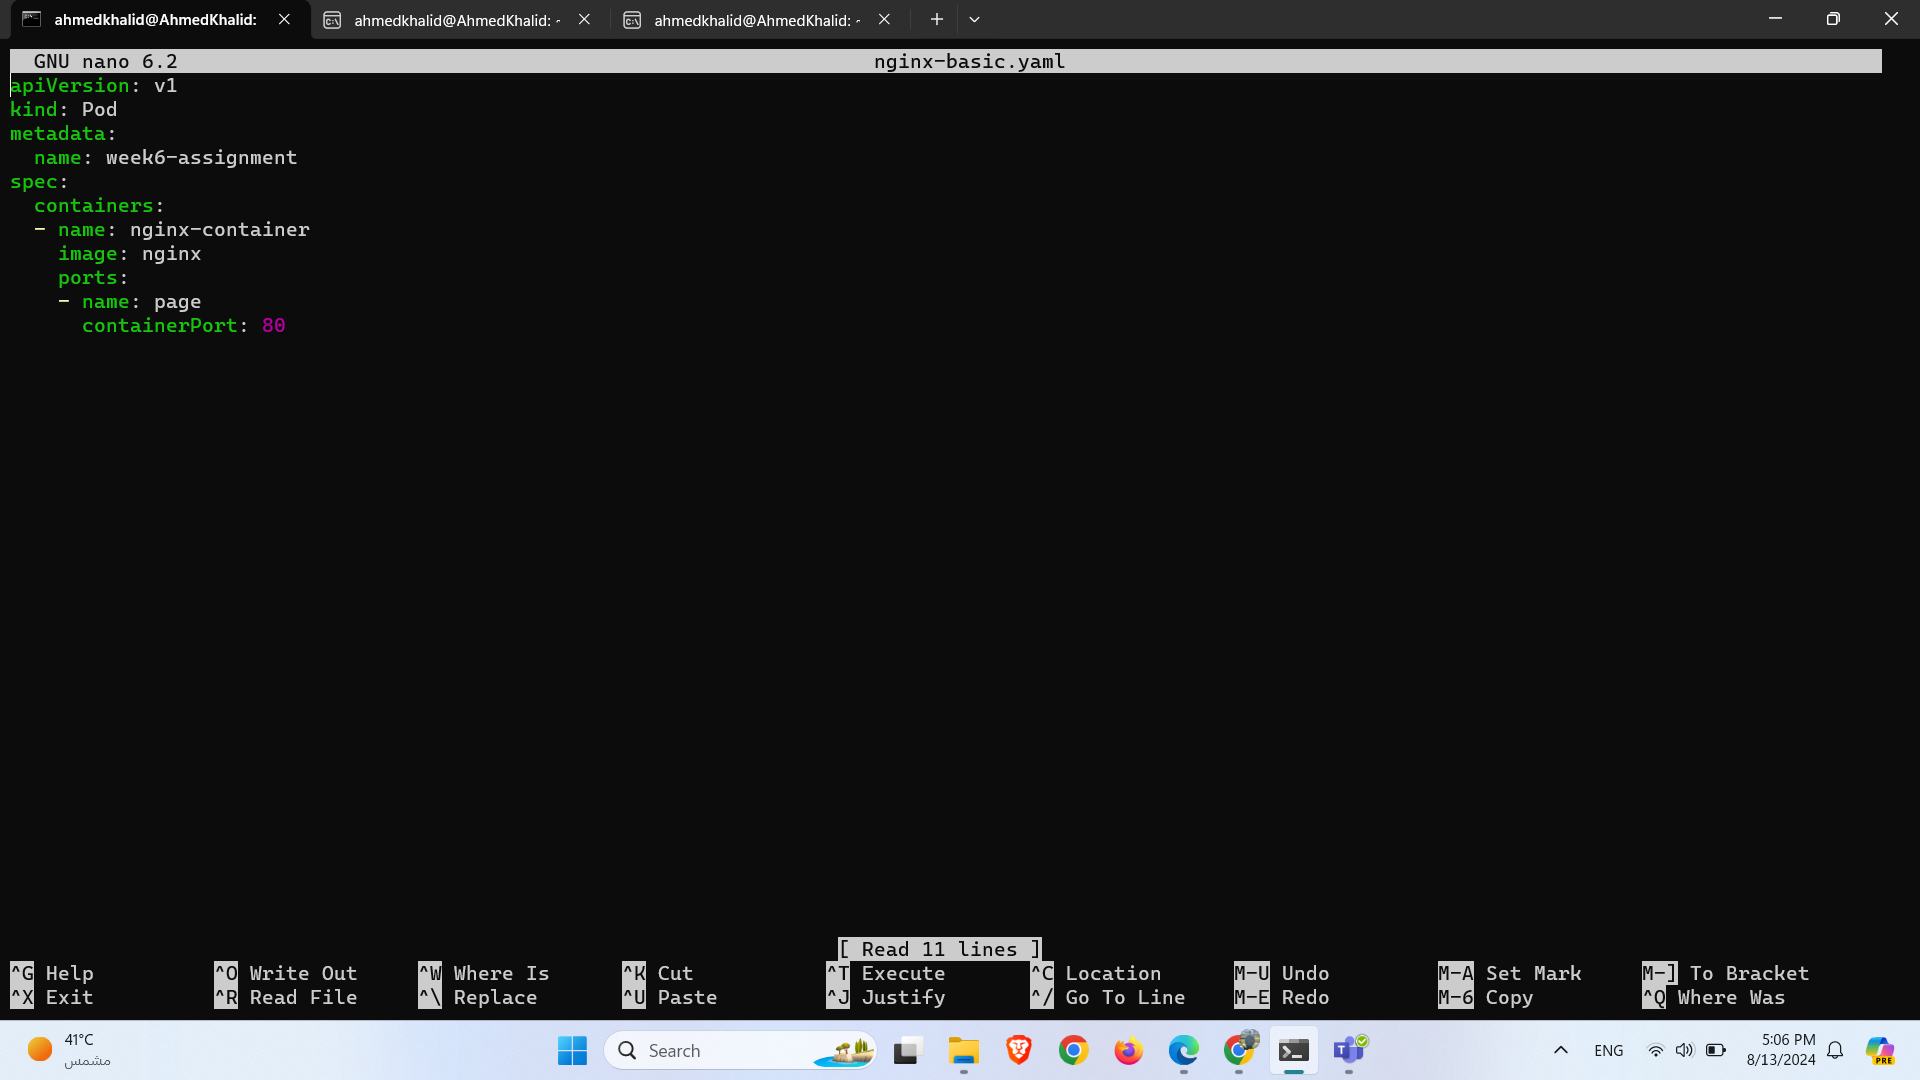 ahmedkhalid@AhmedKhalid:
ahmedkhalid@AhmedKhalid: ~
ahmedkhalid@AhmedKhalid: ~
GNU nano 6.2 nginx-basic.yaml
apiVersion: v1
kind: Pod
metadata:
  name: week6-assignment
spec:
  containers:
  - name: nginx-container
    image: nginx
    ports:
    - name: page
      containerPort: 80
[ Read 11 lines ]
^G Help ^O Write Out ^W Where Is ^K Cut ^T Execute ^C Location M-U Undo M-A Set Mark M-] To Bracket
^X Exit ^R Read File ^\ Replace ^U Paste ^J Justify ^/ Go To Line M-E Redo M-6 Copy ^Q Where Was
41°C
مشمس
Search
ENG
5:06 PM
8/13/2024
PRE